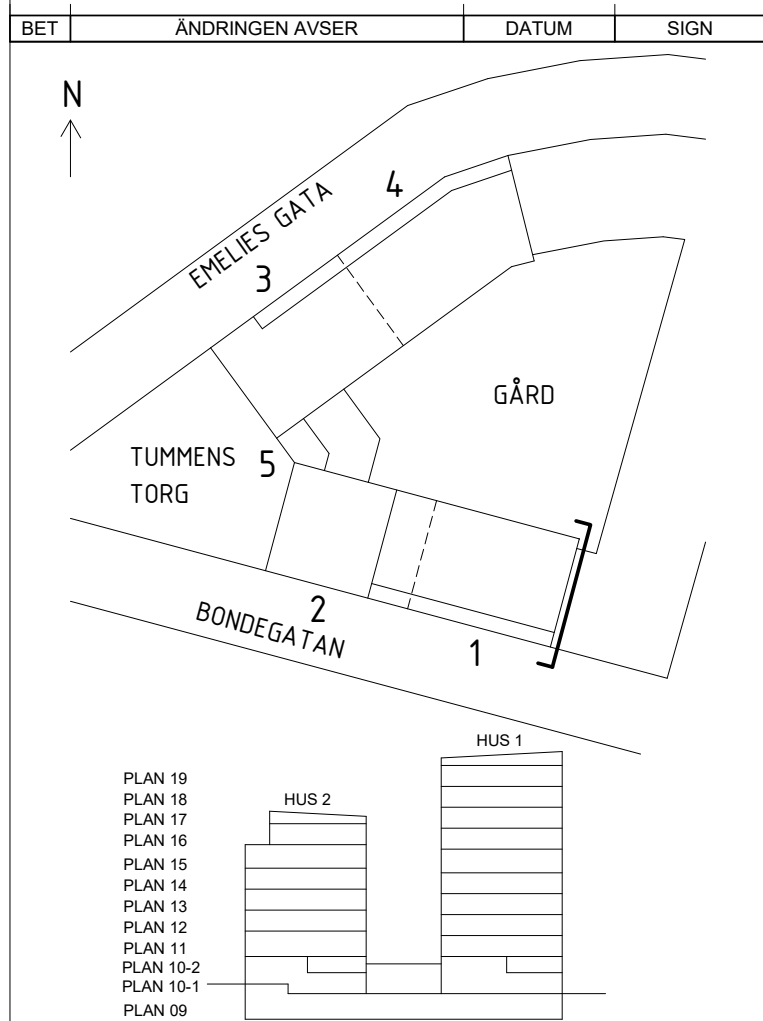 BET ÄNDRINGEN AVSER DATUM SIGN
N
4
EMELIES GATA
3
GÅRD
TUMMENS
TORG
5
2
BONDEGATAN
1
HUS 1
PLAN 19
PLAN 18
HUS 2
PLAN 17
PLAN 16
PLAN 15
PLAN 14
PLAN 13
PLAN 12
PLAN 11
PLAN 10-2
PLAN 10-1
PLAN 09